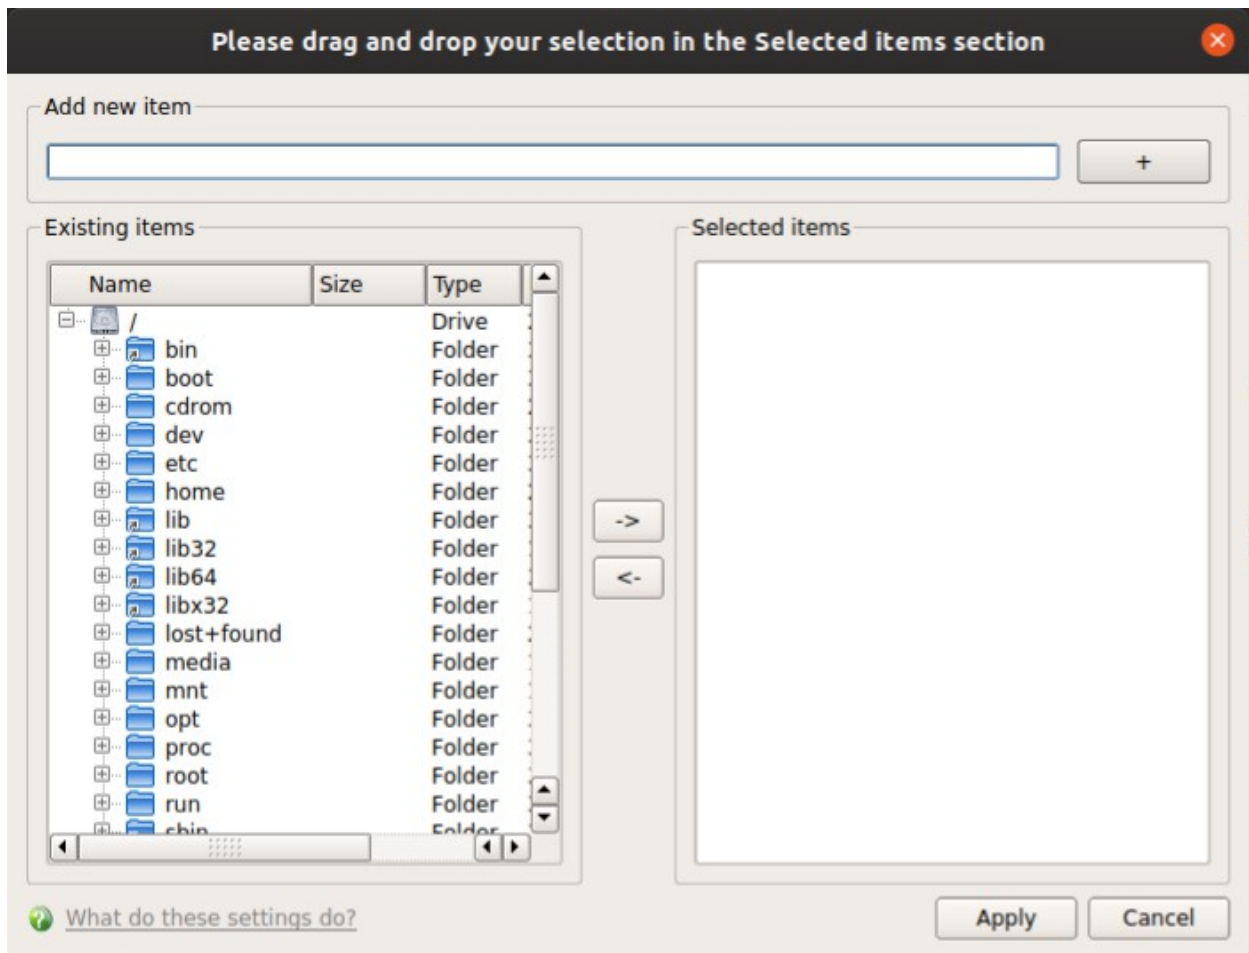 Please drag and drop your selection in the Selected items section
Add new item
+
Existing items
Selected items
Name Size Type
/ Drive
bin Folder
boot Folder
cdrom Folder
dev Folder
etc Folder
home Folder
lib Folder
lib32 Folder
lib64 Folder
libx32 Folder
lost+found Folder
media Folder
mnt Folder
opt Folder
proc Folder
root Folder
run Folder
sbin Folder
->
<-
What do these settings do?
Apply Cancel